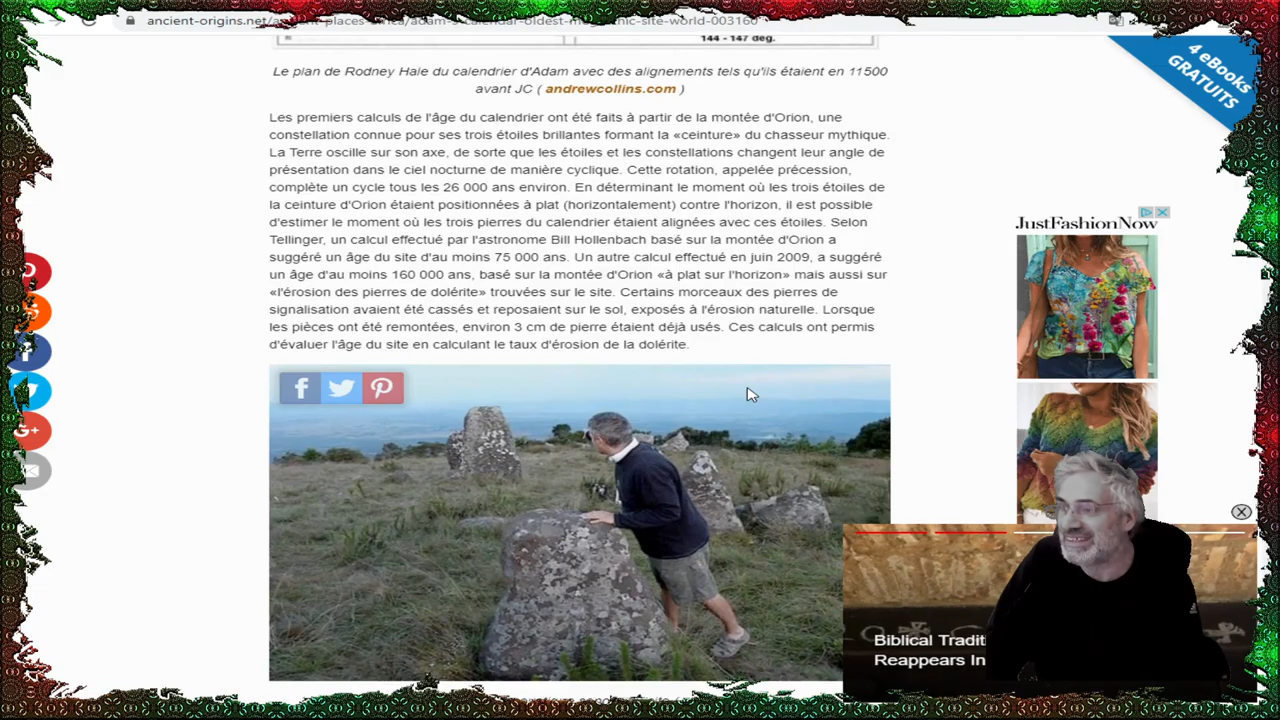 ancient-origins.net/ancient-places-africa/adam-s-calendar-oldest-megalithic-site-world-003160
144 - 147 deg.
Le plan de Rodney Hale du calendrier d'Adam avec des alignements tels qu'ils étaient en 11500
avant JC ( andrewcollins.com )
Les premiers calculs de l'âge du calendrier ont été faits à partir de la montée d'Orion, une
constellation connue pour ses trois étoiles brillantes formant la «ceinture» du chasseur mythique.
La Terre oscille sur son axe, de sorte que les étoiles et les constellations changent leur angle de
présentation dans le ciel nocturne de manière cyclique. Cette rotation, appelée précession,
complète un cycle tous les 26 000 ans environ. En déterminant le moment où les trois étoiles de
la ceinture d'Orion étaient positionnées à plat (horizontalement) contre l'horizon, il est possible
d'estimer le moment où les trois pierres du calendrier étaient alignées avec ces étoiles. Selon
Tellinger, un calcul effectué par l'astronome Bill Hollenbach basé sur la montée d'Orion a
suggéré un âge du site d'au moins 75 000 ans. Un autre calcul effectué en juin 2009, a suggéré
un âge d'au moins 160 000 ans, basé sur la montée d'Orion «à plat sur l'horizon» mais aussi sur
«l'érosion des pierres de dolérite» trouvées sur le site. Certains morceaux des pierres de
signalisation avaient été cassés et reposaient sur le sol, exposés à l'érosion naturelle. Lorsque
les pièces ont été remontées, environ 3 cm de pierre étaient déjà usés. Ces calculs ont permis
d'évaluer l'âge du site en calculant le taux d'érosion de la dolérite.
4 eBooks
GRATUITS
JUSTFASHIONNOW
G+
Biblical Tradit
Reappears In